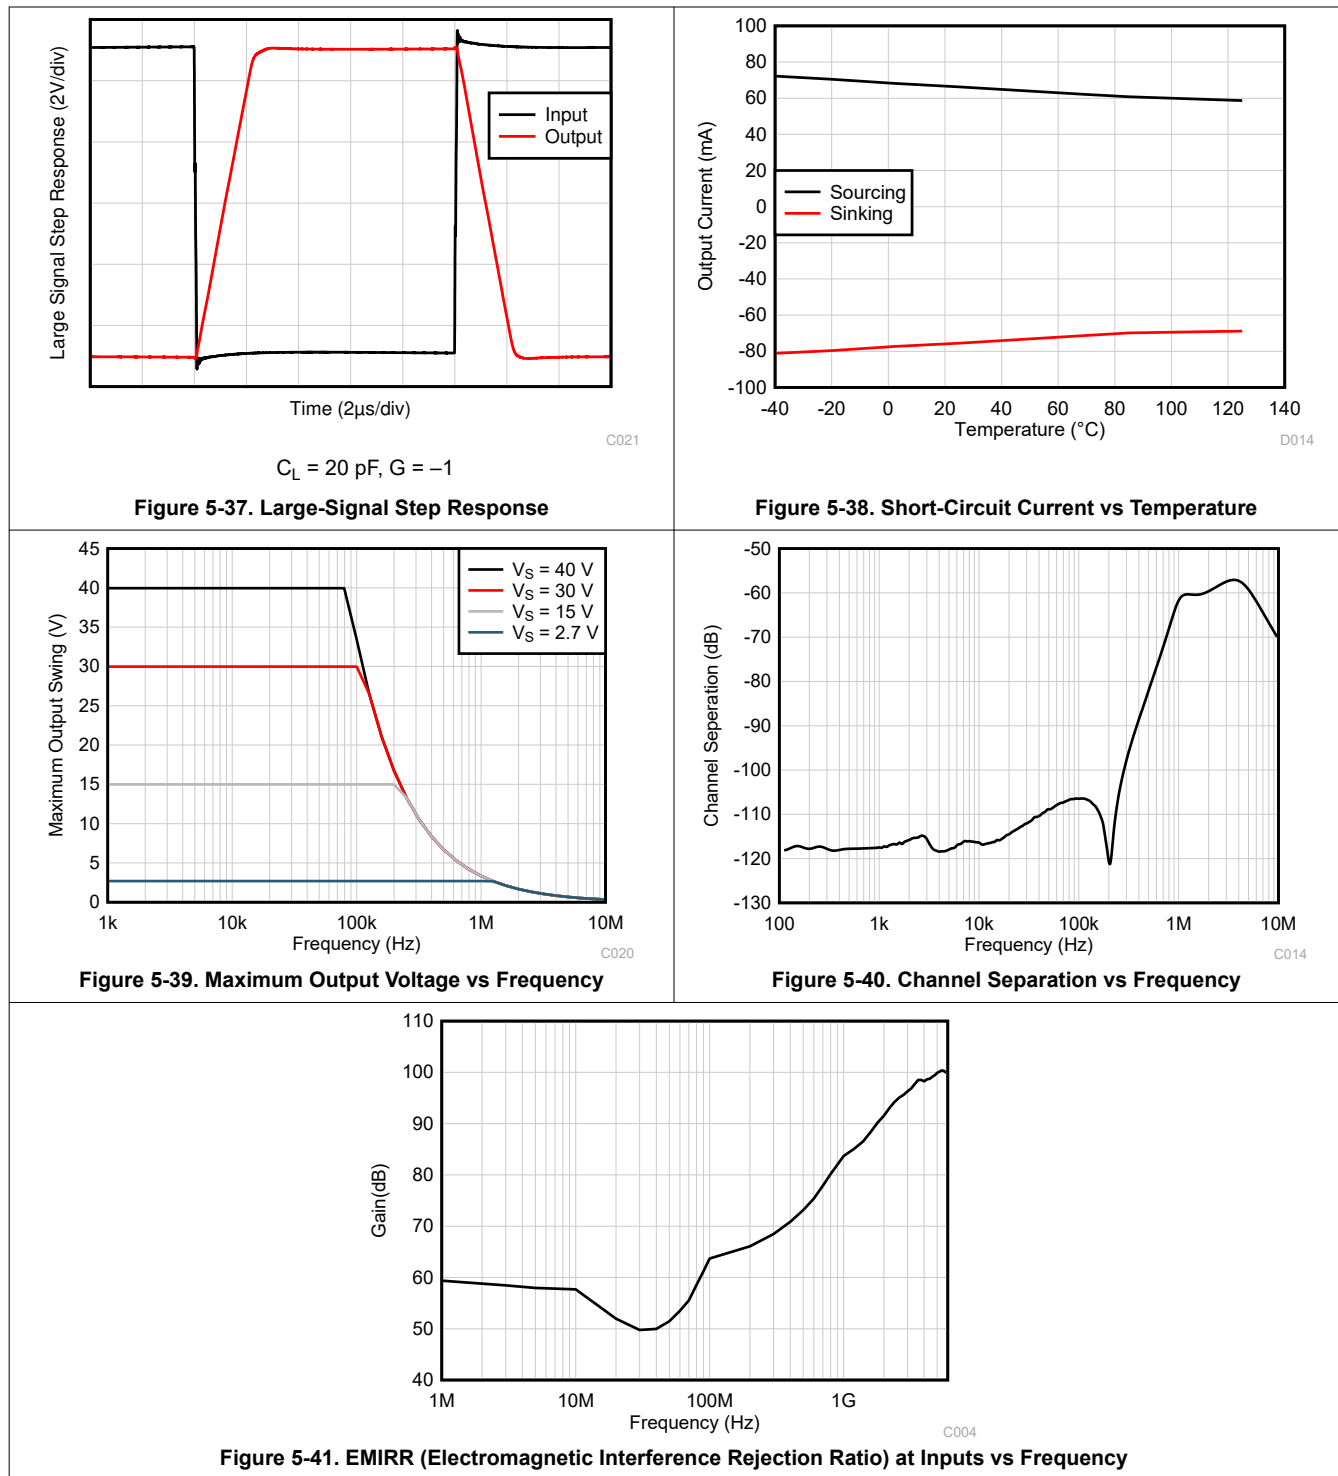 Large Signal Step Response (2V/div)
Input
Output
Time (2µs/div)
C021
C_L = 20 pF, G = –1
Figure 5-37. Large-Signal Step Response
100
80
60
40
20
0
-20
-40
-60
-80
-100
Output Current (mA)
Sourcing
Sinking
-40 -20 0 20 40 60 80 100 120 140
Temperature (°C)
D014
Figure 5-38. Short-Circuit Current vs Temperature
45
40
35
30
25
20
15
10
5
0
Maximum Output Swing (V)
V_S = 40 V
V_S = 30 V
V_S = 15 V
V_S = 2.7 V
1k 10k 100k 1M 10M
Frequency (Hz)
C020
Figure 5-39. Maximum Output Voltage vs Frequency
-50
-60
-70
-80
-90
-100
-110
-120
-130
Channel Seperation (dB)
100 1k 10k 100k 1M 10M
Frequency (Hz)
C014
Figure 5-40. Channel Separation vs Frequency
110
100
90
80
70
60
50
40
Gain(dB)
1M 10M 100M 1G
Frequency (Hz)
C004
Figure 5-41. EMIRR (Electromagnetic Interference Rejection Ratio) at Inputs vs Frequency